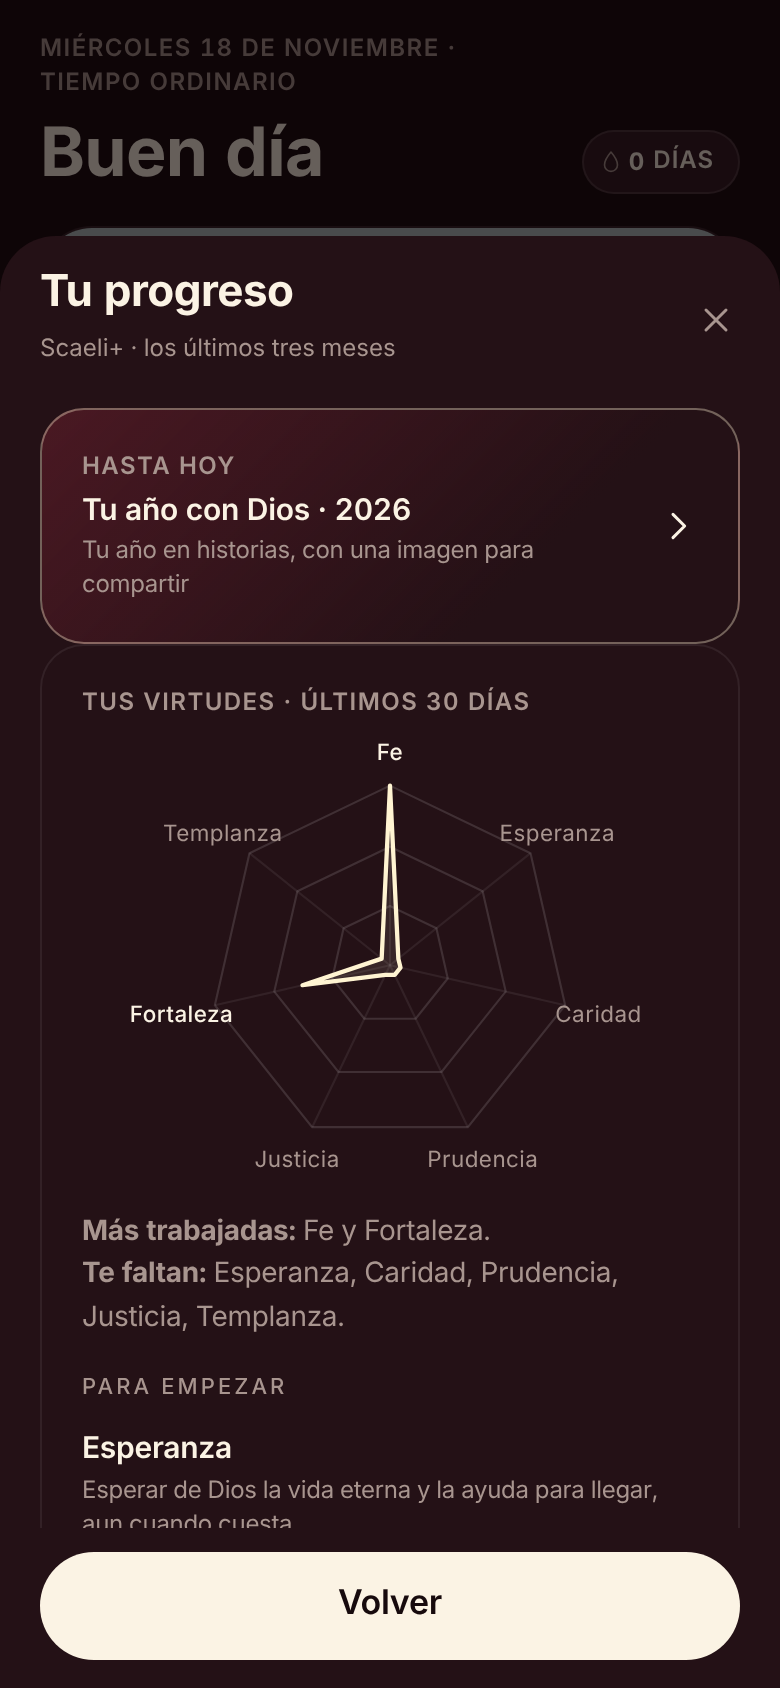 MIÉRCOLES 18 DE NOVIEMBRE ·
TIEMPO ORDINARIO
Buen día
0 DÍAS
Tu progreso
Scaeli+ · los últimos tres meses
HASTA HOY
Tu año con Dios · 2026
Tu año en historias, con una imagen para
compartir
TUS VIRTUDES · ÚLTIMOS 30 DÍAS
Fe
Templanza
Esperanza
Fortaleza
Caridad
Justicia
Prudencia
Más trabajadas: Fe y Fortaleza.
Te faltan: Esperanza, Caridad, Prudencia,
Justicia, Templanza.
PARA EMPEZAR
Esperanza
Esperar de Dios la vida eterna y la ayuda para llegar,
aun cuando cuesta
Volver